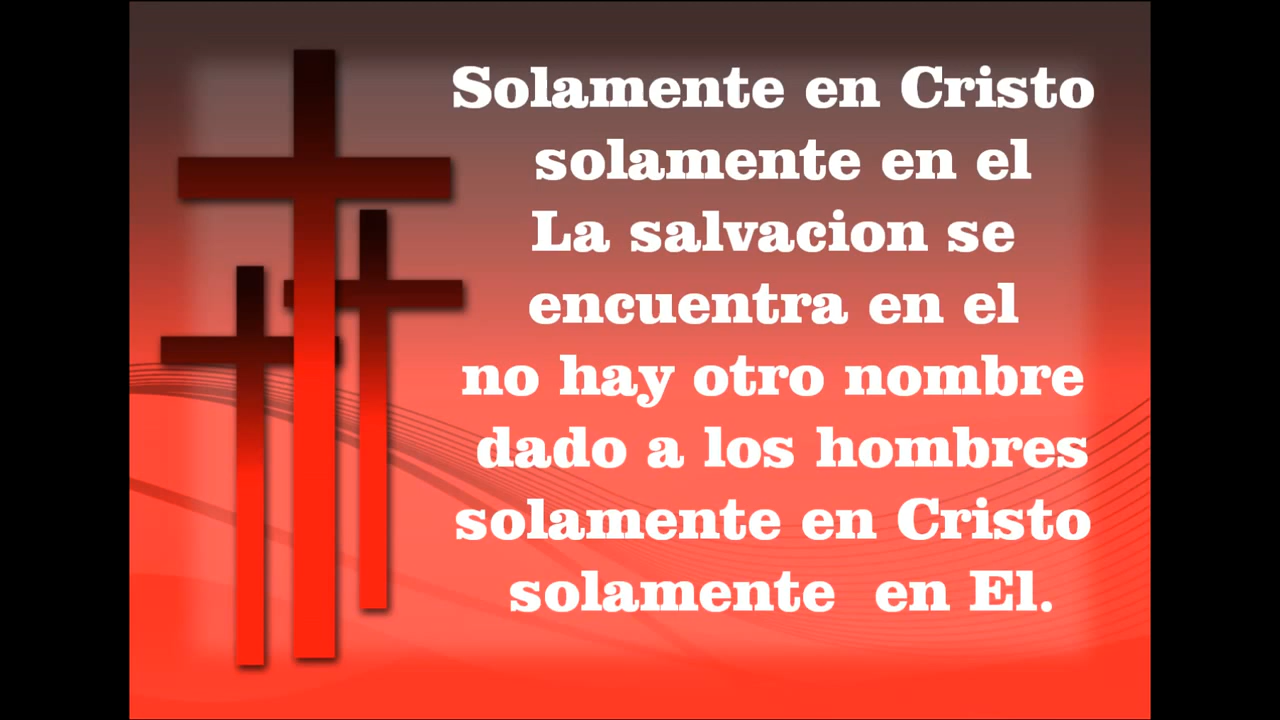 Solamente en Cristo
solamente en el
La salvacion se
encuentra en el
no hay otro nombre
dado a los hombres
solamente en Cristo
solamente en El.